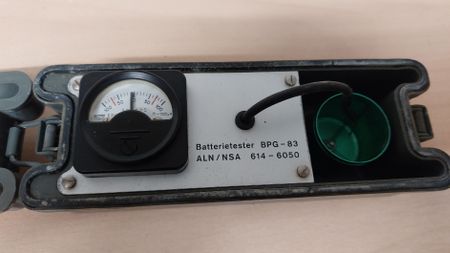 Batterietester BPG-83
ALN/NSA 614-6050